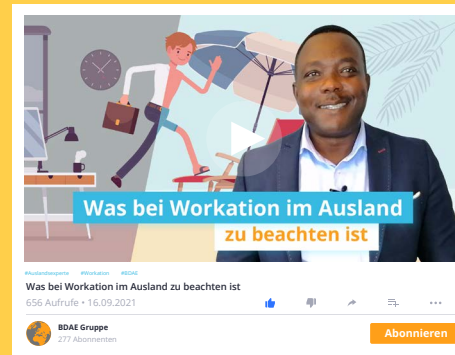 Was bei Workation im Ausland
zu beachten ist
#Auslandsexperte #Workation #BDAE
Was bei Workation im Ausland zu beachten ist
656 Aufrufe • 16.09.2021
BDAE Gruppe
277 Abonnenten
Abonnieren